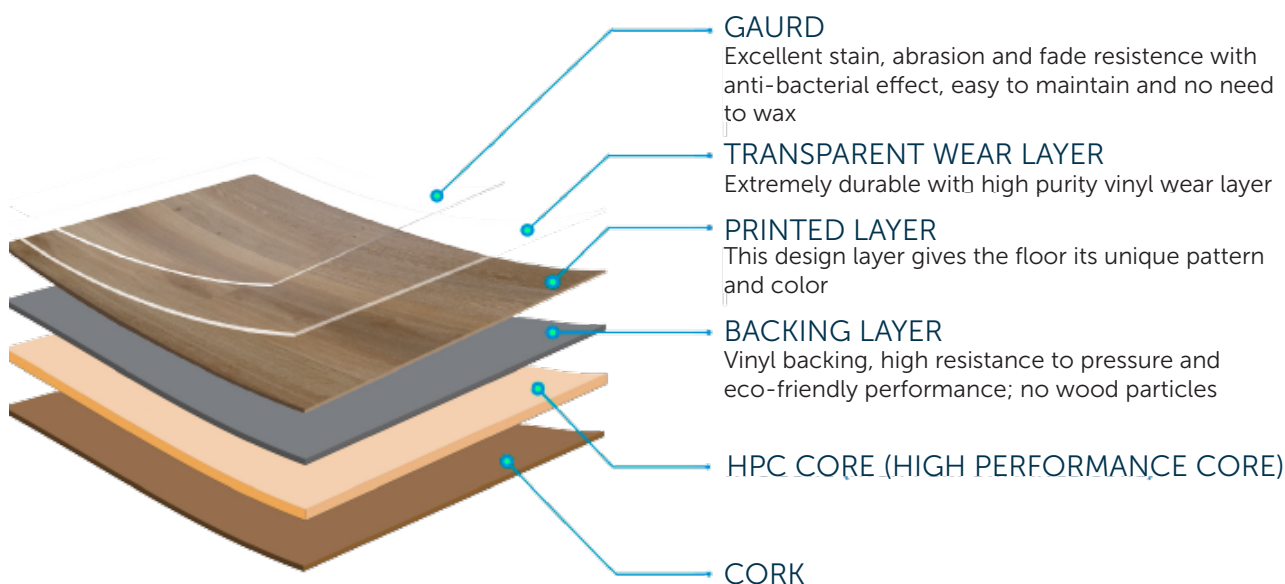 GAURD
Excellent stain, abrasion and fade resistence with
anti-bacterial effect, easy to maintain and no need
to wax
TRANSPARENT WEAR LAYER
Extremely durable with high purity vinyl wear layer
PRINTED LAYER
This design layer gives the floor its unique pattern
and color
BACKING LAYER
Vinyl backing, high resistance to pressure and
eco-friendly performance; no wood particles
HPC CORE (HIGH PERFORMANCE CORE)
CORK